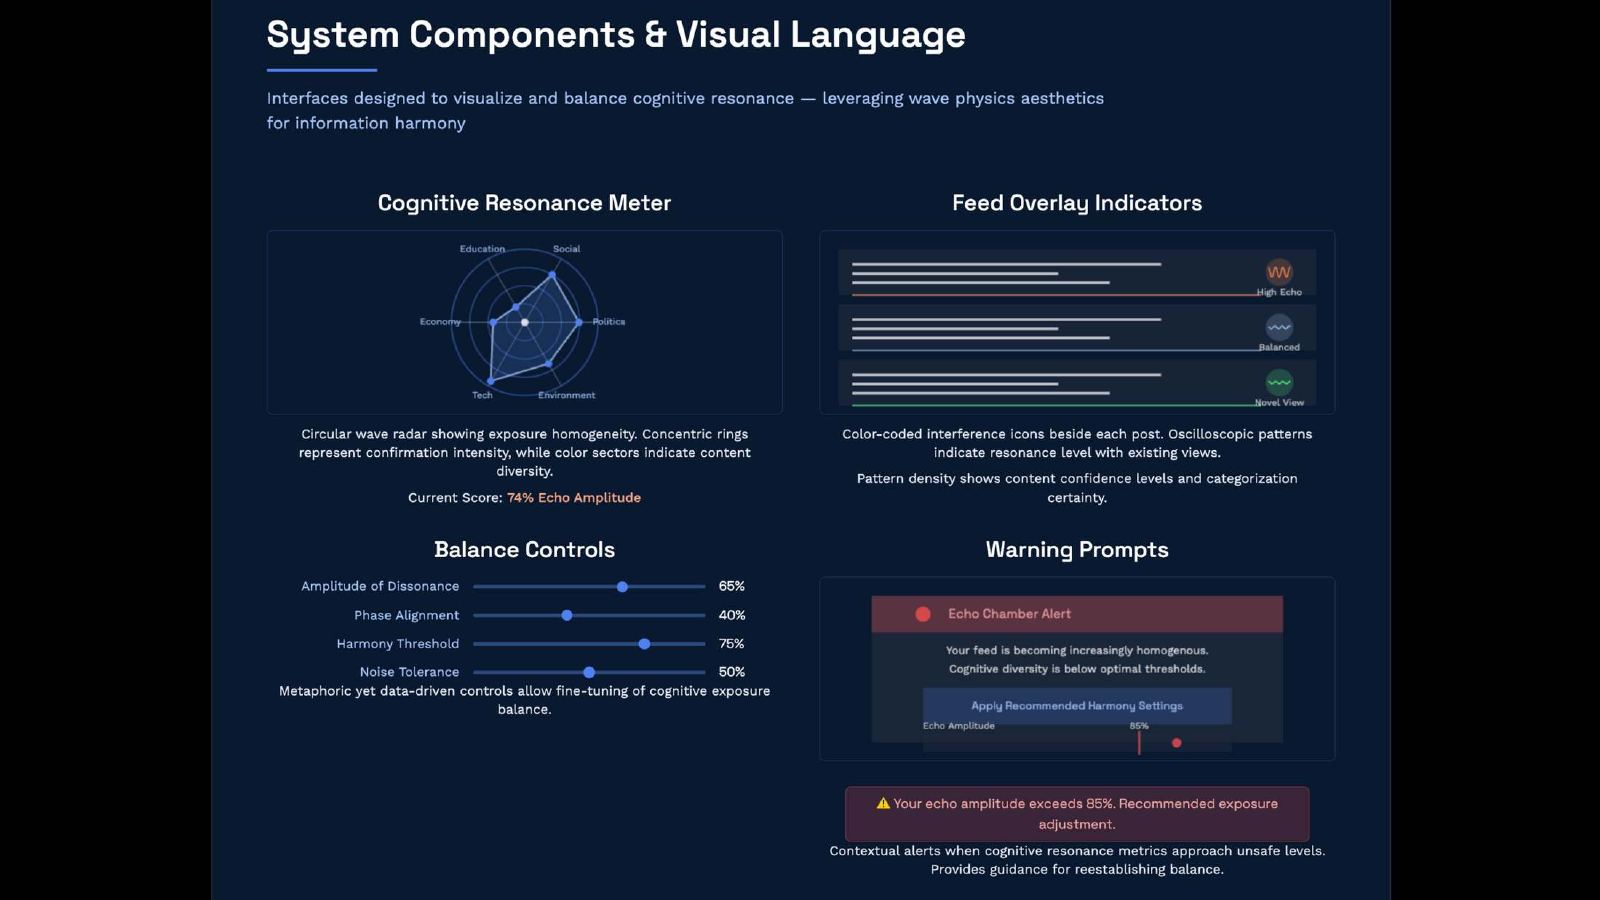 System Components & Visual Language
Interfaces designed to visualize and balance cognitive resonance — leveraging wave physics aesthetics
for information harmony
Cognitive Resonance Meter
Education
Social
Economy
Politics
Tech
Environment
Circular wave radar showing exposure homogeneity. Concentric rings
represent confirmation intensity, while color sectors indicate content
diversity.
Current Score: 74% Echo Amplitude
Feed Overlay Indicators
High Echo
Balanced
Novel View
Color-coded interference icons beside each post. Oscilloscopic patterns
indicate resonance level with existing views.
Pattern density shows content confidence levels and categorization
certainty.
Balance Controls
Amplitude of Dissonance 65%
Phase Alignment 40%
Harmony Threshold 75%
Noise Tolerance 50%
Metaphoric yet data-driven controls allow fine-tuning of cognitive exposure
balance.
Warning Prompts
Echo Chamber Alert
Your feed is becoming increasingly homogenous.
Cognitive diversity is below optimal thresholds.
Apply Recommended Harmony Settings
Echo Amplitude 85%
⚠️ Your echo amplitude exceeds 85%. Recommended exposure
adjustment.
Contextual alerts when cognitive resonance metrics approach unsafe levels.
Provides guidance for reestablishing balance.